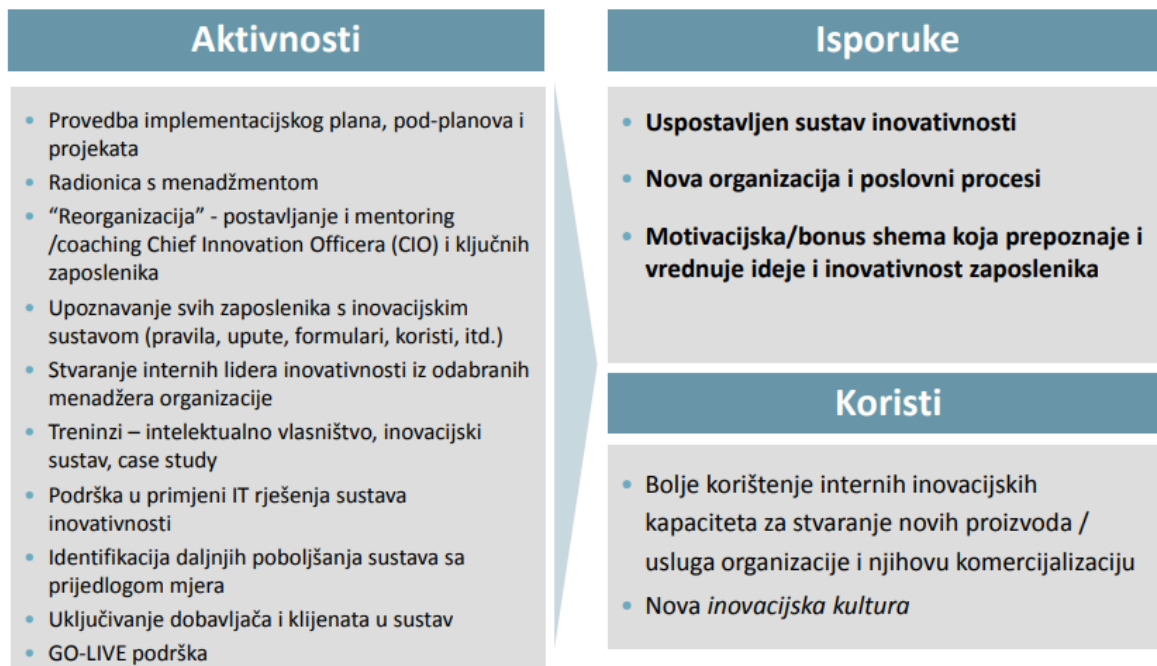 Aktivnosti
• Provedba implementacijskog plana, pod-planova i
projekata
• Radionica s menadžmentom
• “Reorganizacija” - postavljanje i mentoring
/coaching Chief Innovation Officera (CIO) i ključnih
zaposlenika
• Upoznavanje svih zaposlenika s inovacijskim
sustavom (pravila, upute, formulari, koristi, itd.)
• Stvaranje internih lidera inovativnosti iz odabranih
menadžera organizacije
• Treninzi – intelektualno vlasništvo, inovacijski
sustav, case study
• Podrška u primjeni IT rješenja sustava
inovativnosti
• Identifikacija daljnjih poboljšanja sustava sa
prijedlogom mjera
• Uključivanje dobavljača i klijenata u sustav
• GO-LIVE podrška
Isporuke
• Uspostavljen sustav inovativnosti
• Nova organizacija i poslovni procesi
• Motivacijska/bonus shema koja prepoznaje i
vrednuje ideje i inovativnost zaposlenika
Koristi
• Bolje korištenje internih inovacijskih
kapaciteta za stvaranje novih proizvoda /
usluga organizacije i njihovu komercijalizaciju
• Nova inovacijska kultura